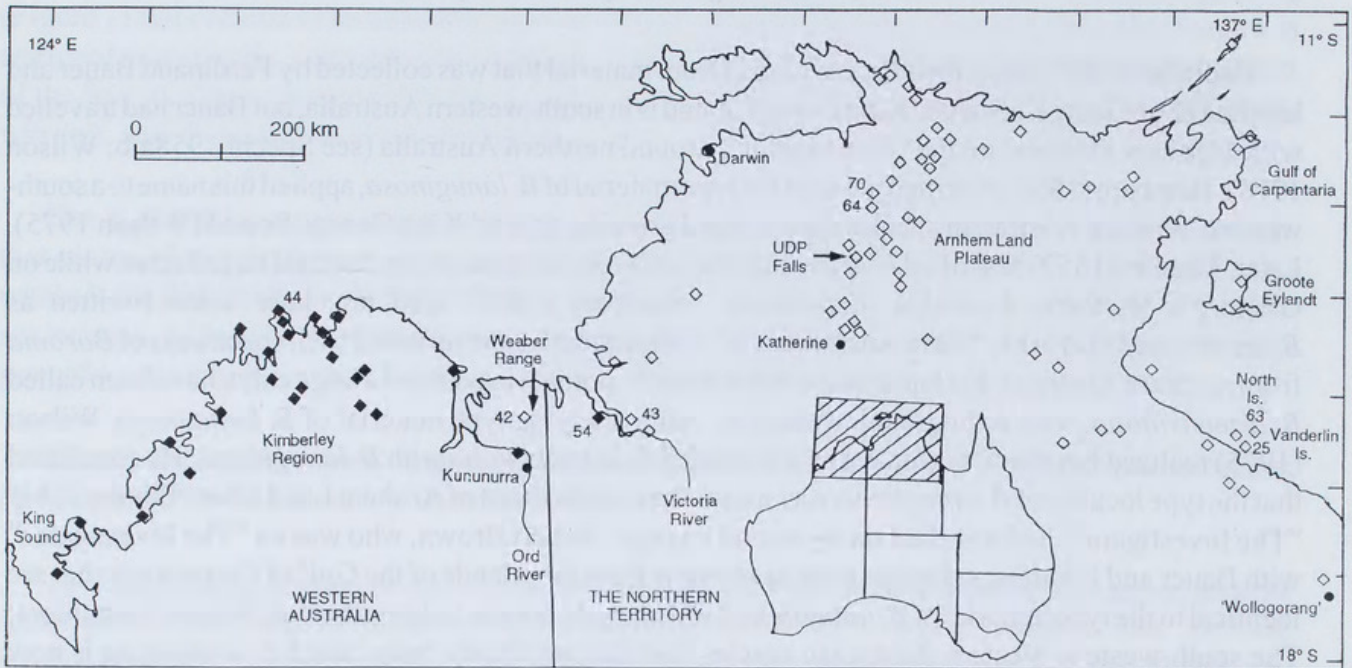 124° E
137° E
11° S
0
200 km
Darwin
Gulf of
Carpentaria
70
64
UDP
Falls
Arnhem Land
Plateau
Groote
Eylandt
44
Weaber
Range
Katherine
North
Is.
63
Vanderlin
Is.
25
42
43
54
Kimberley
Region
Kununurra
Victoria
River
King
Sound
Ord
River
WESTERN
AUSTRALIA
THE NORTHERN
TERRITORY
'Wollogorang'
18° S